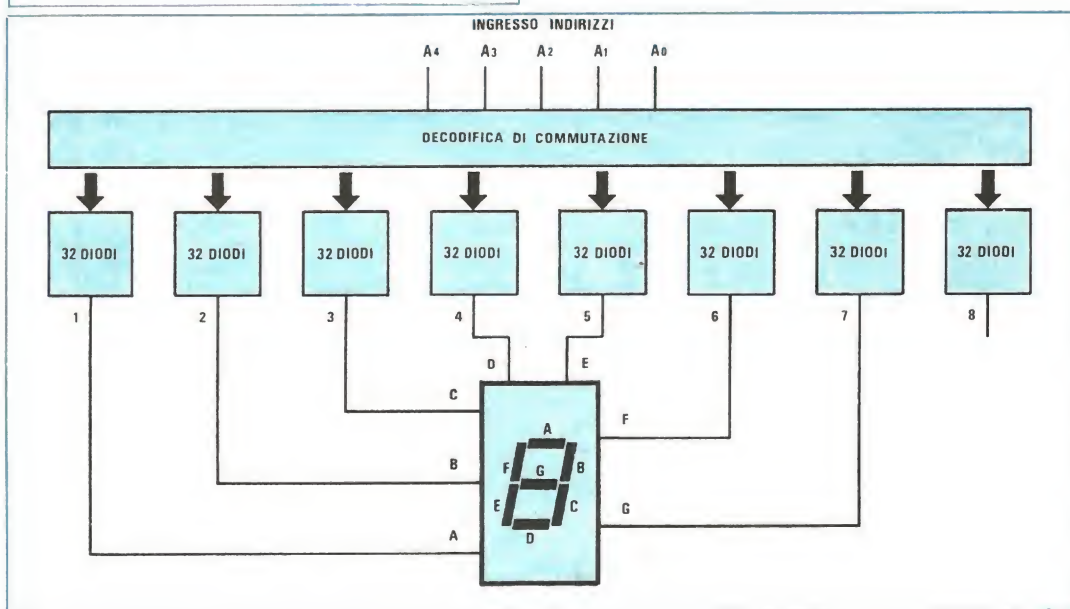 INGRESSO INDIRIZZI
A4 A3 A2 A1 A0
DECODIFICA DI COMMUTAZIONE
32 DIODI 32 DIODI 32 DIODI 32 DIODI 32 DIODI 32 DIODI 32 DIODI 32 DIODI
1 2 3 4 5 6 7 8
D E
C
F
A
B
F G B
E C
G
D
A